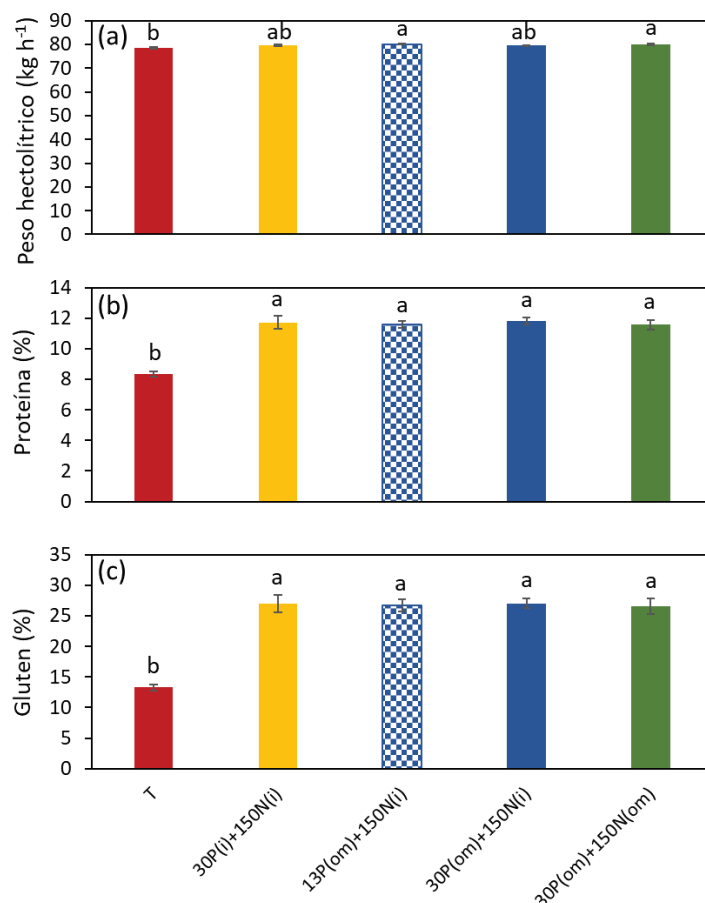 (a)
Peso hectolítrico (kg h⁻¹)
90
80
70
60
50
40
30
20
10
0
b
ab
a
ab
a
(b)
Proteína (%)
14
12
10
8
6
4
2
0
b
a
a
a
a
(c)
Gluten (%)
35
30
25
20
15
10
5
0
b
a
a
a
a
T
30P(i)+150N(i)
13P(om)+150N(i)
30P(om)+150N(i)
30P(om)+150N(om)